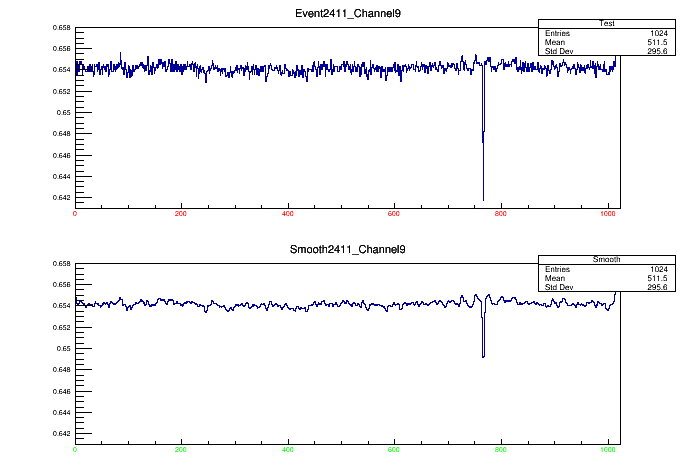 Event2411_Channel9
Test
Entries 1024
Mean 511.5
Std Dev 295.6
0.658
0.656
0.654
0.652
0.65
0.648
0.646
0.644
0.642
0 200 400 600 800 1000
Smooth2411_Channel9
Smooth
Entries 1024
Mean 511.5
Std Dev 295.6
0.658
0.656
0.654
0.652
0.65
0.648
0.646
0.644
0.642
0 200 400 600 800 1000